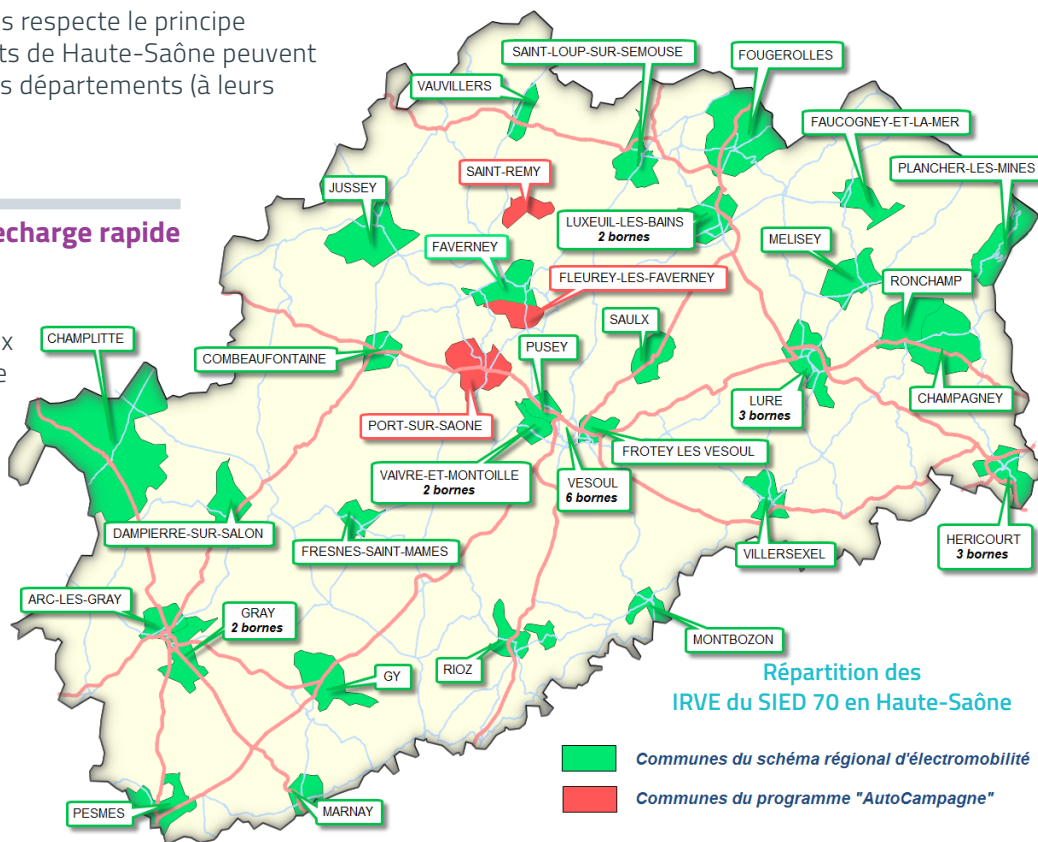 s respecte le principe
ts de Haute-Saône peuvent
s départements (à leurs
echarge rapide
x
e
SAINT-LOUP-SUR-SEMOUSE
FOUGEROLLES
VAUVILLERS
FAUCOGNEY-ET-LA-MER
PLANCHER-LES-MINES
SAINT-REMY
JUSSEY
LUXEUIL-LES-BAINS
2 bornes
MELISEY
FAVERNEY
FLEUREY-LES-FAVERNEY
RONCHAMP
SAULX
CHAMPLITTE
COMBEAUFONTAINE
PUSEY
LURE
3 bornes
CHAMPAGNEY
PORT-SUR-SAONE
FROTEY LES VESOUL
VAIVRE-ET-MONTOILLE
2 bornes
VESOUL
6 bornes
DAMPIERRE-SUR-SALON
FRESNES-SAINT-MAMES
VILLERSEXEL
HERICOURT
3 bornes
ARC-LES-GRAY
GRAY
2 bornes
MONTBOZON
RIOZ
GY
PESMES
MARNAY
Répartition des
IRVE du SIED 70 en Haute-Saône
Communes du schéma régional d'électromobilité
Communes du programme "AutoCampagne"